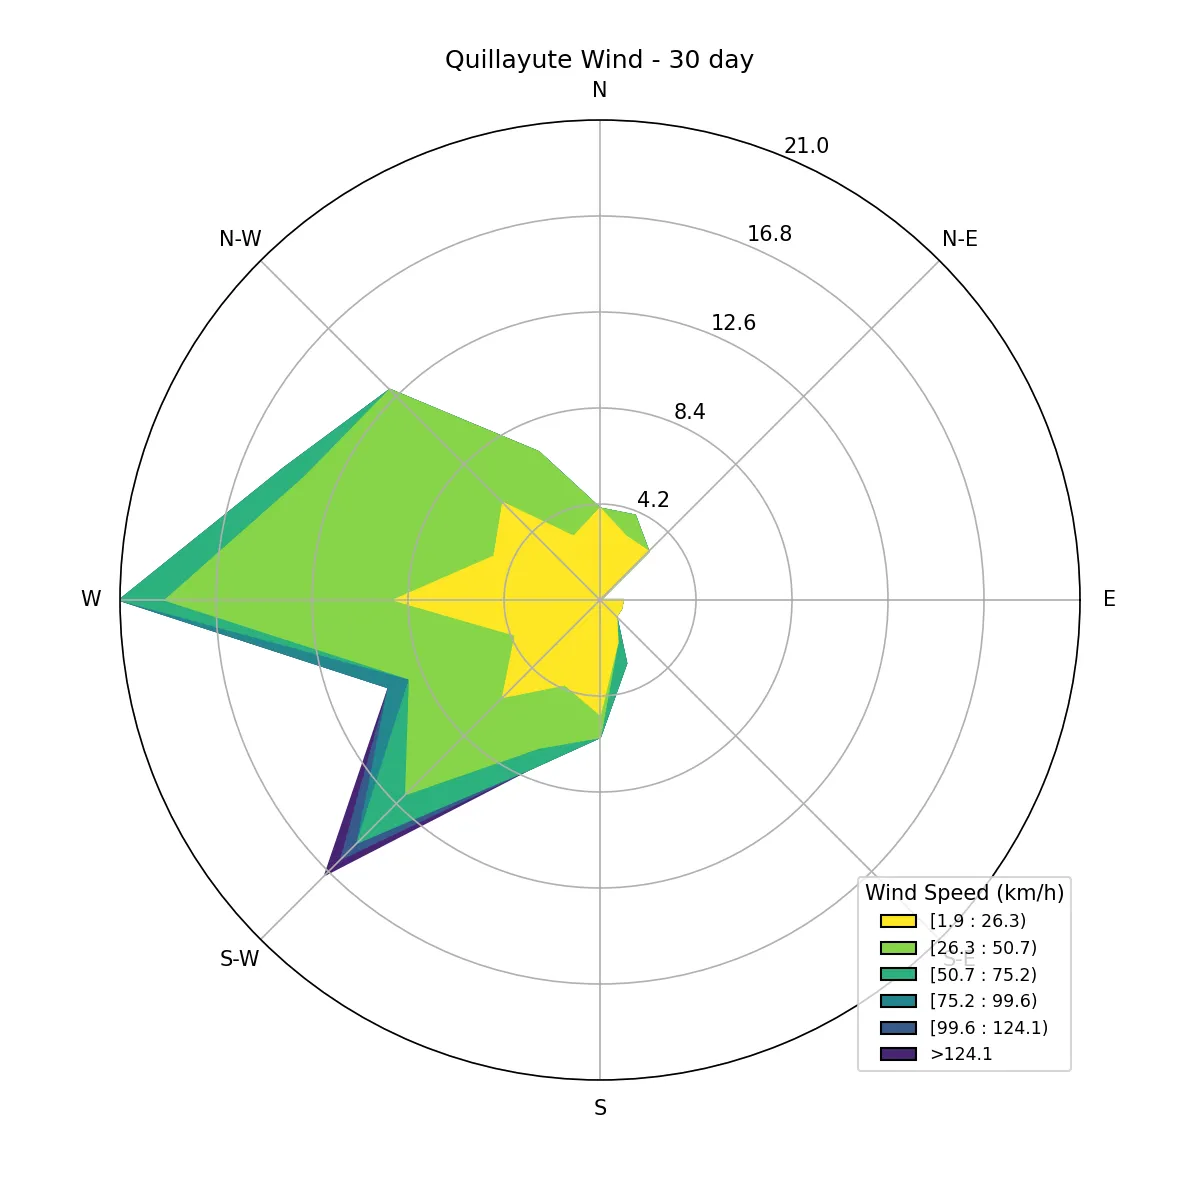 Quillayute Wind - 30 day
N
21.0
N-W
N-E
16.8
12.6
8.4
4.2
W
E
S-W
S-E
S
Wind Speed (km/h)
[1.9 : 26.3)
[26.3 : 50.7)
[50.7 : 75.2)
[75.2 : 99.6)
[99.6 : 124.1)
>124.1